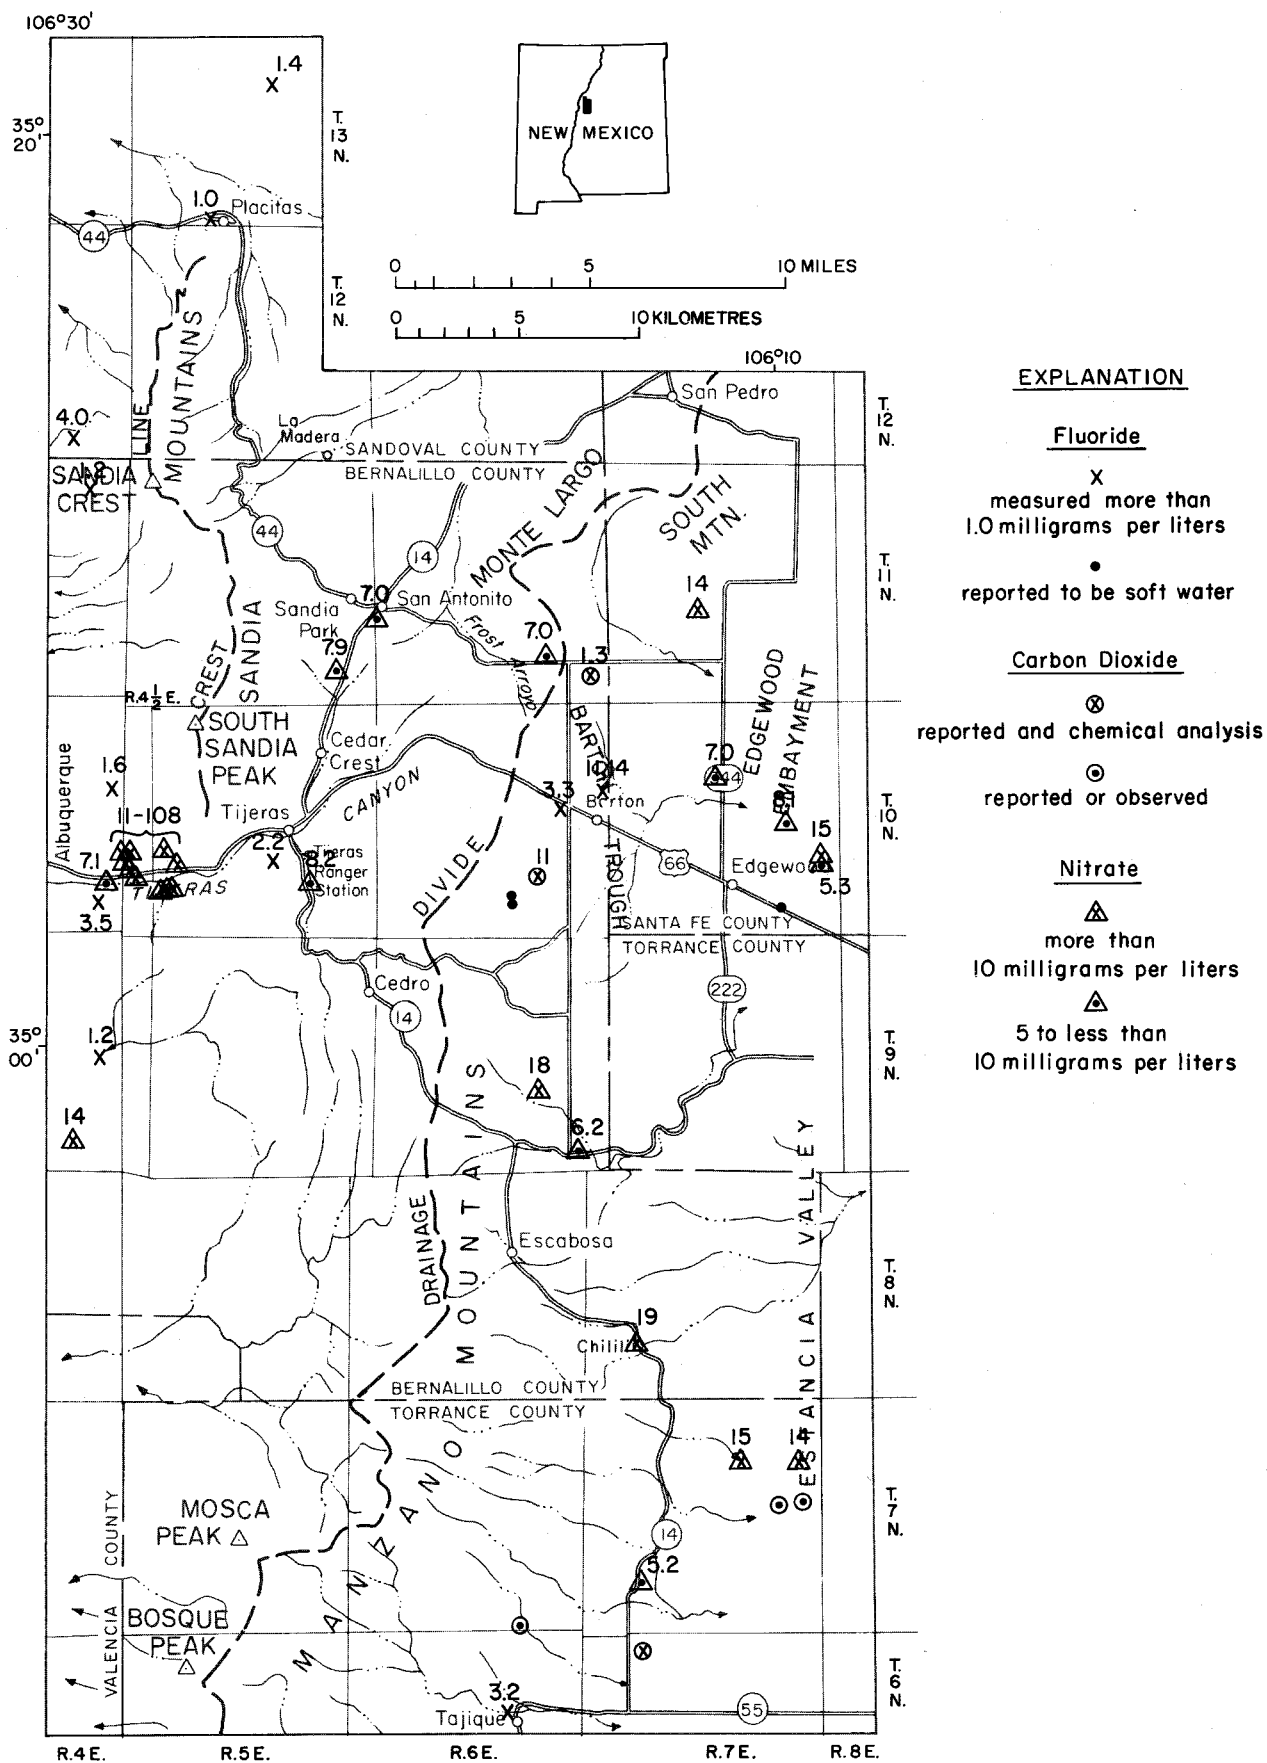 106°30'
1.4
35°
20'
T.
13
N.
NEW MEXICO
1.0
Placitas
44
0 5 10 MILES
T.
12
N.
0 5 10 KILOMETRES
106°10
LINE
MOUNTAINS
San Pedro
T.
12
N.
4.0
La
Madera
SANDOVAL COUNTY
BERNALILLO COUNTY
SANDIA
CREST
44
14
MONTE LARGO
SOUTH
MTN.
T.
11
N.
14
7.0
Sandia
Park
San Antonito
Frost
Arroyo
7.9
7.0
1.3
CREST
SANDIA
R.4½E.
SOUTH
SANDIA
PEAK
Cedar
Crest
CANYON
BARTON
TROUGH
EDGEWOOD
EMBAYMENT
7.0
44
Albuquerque
1.6
Tijeras
3.3
14
Barton
T.
10
N.
11-108
7.1
2.2
8.2
Tijeras
Ranger
Station
TIJERAS
3.5
DIVIDE
11
66
15
Edgewood
5.3
SANTA FE COUNTY
TORRANCE COUNTY
Cedro
14
222
35°
00'
1.2
T.
9
N.
18
14
6.2
MOUNTAINS
DRAINAGE
Escabosa
ESTANCIA VALLEY
T.
8
N.
19
Chilili
BERNALILLO COUNTY
TORRANCE COUNTY
15
14
MANZANO
MOSCA
PEAK
T.
7
N.
14
5.2
VALENCIA COUNTY
BOSQUE
PEAK
T.
6
N.
3.2
Tajique
55
R.4E. R.5E. R.6E. R.7E. R.8E.
EXPLANATION
Fluoride
X
measured more than
1.0 milligrams per liters
reported to be soft water
Carbon Dioxide
reported and chemical analysis
reported or observed
Nitrate
more than
10 milligrams per liters
5 to less than
10 milligrams per liters